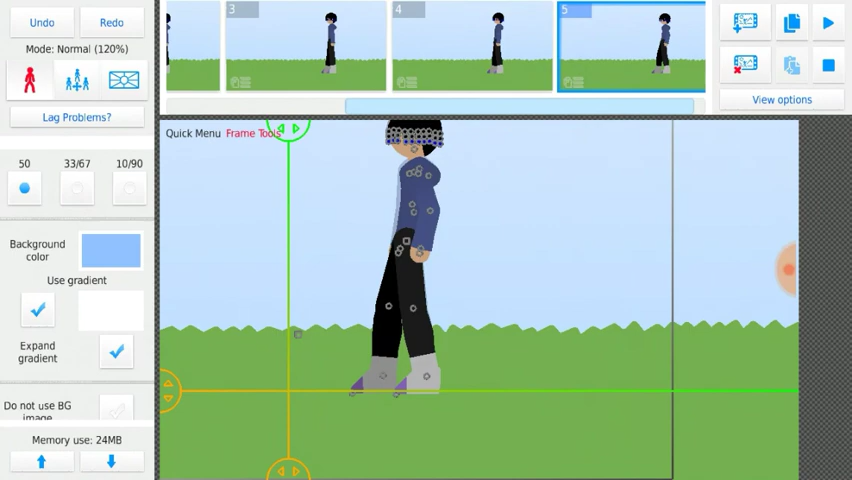 Undo Redo
Mode: Normal (120%)
Lag Problems?
50 33/67 10/90
Background color
Use gradient
Expand gradient
Do not use BG
Memory use: 24MB
3 4 5
View options
Quick Menu Frame Tools